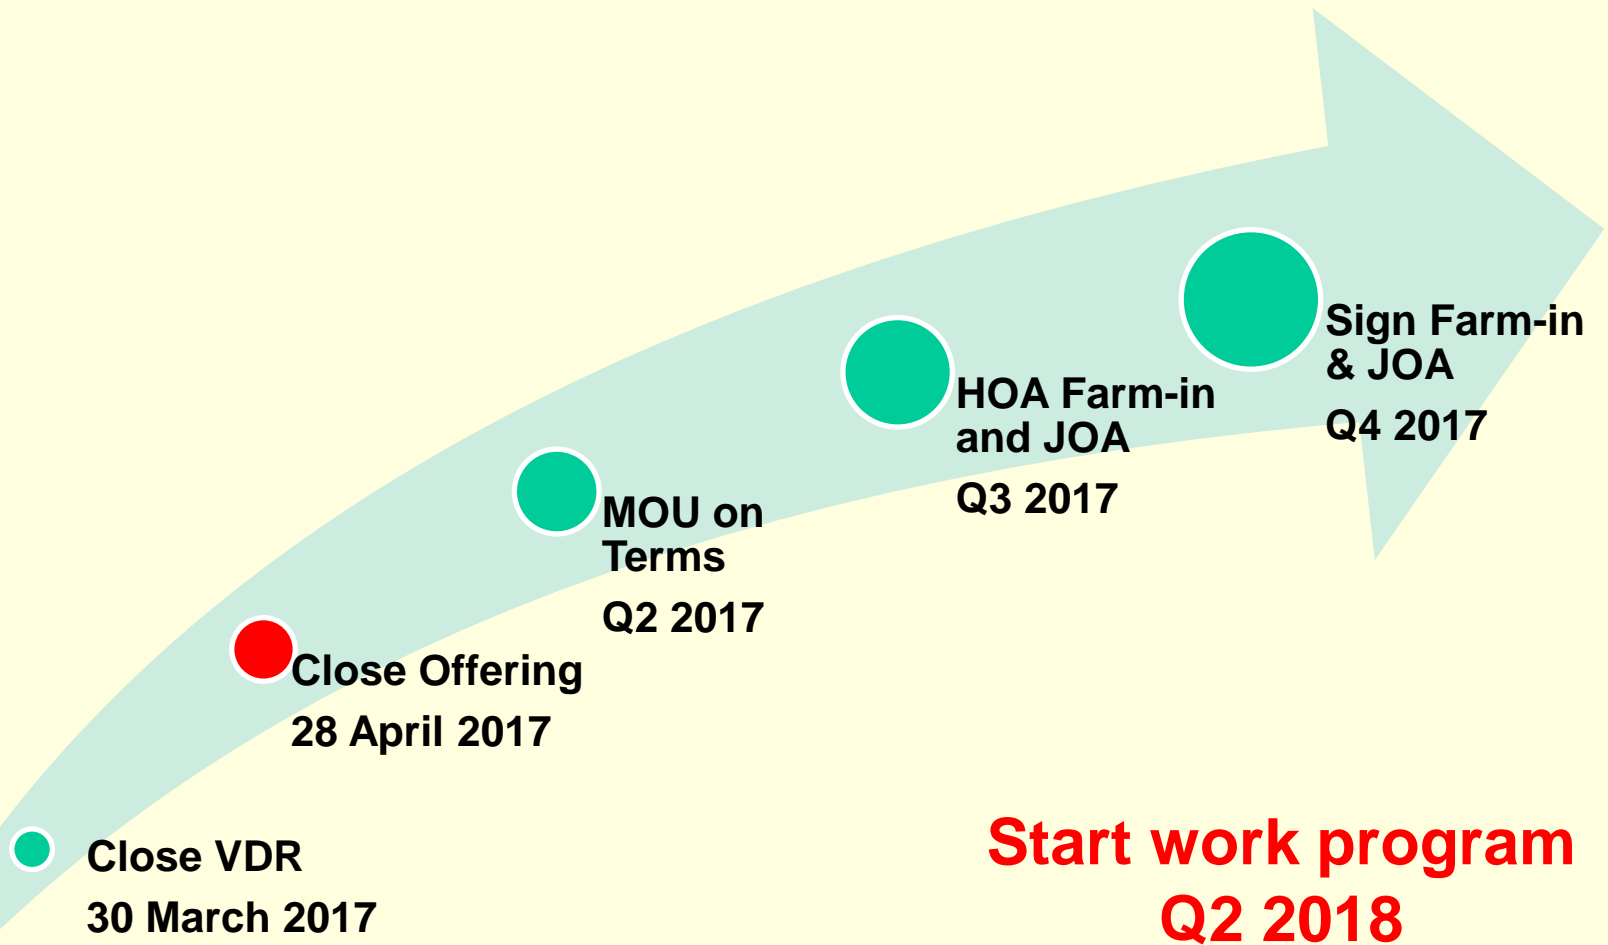 Close VDR
30 March 2017
Close Offering
28 April 2017
MOU on
Terms
Q2 2017
HOA Farm-in
and JOA
Q3 2017
Sign Farm-in
& JOA
Q4 2017
Start work program
Q2 2018